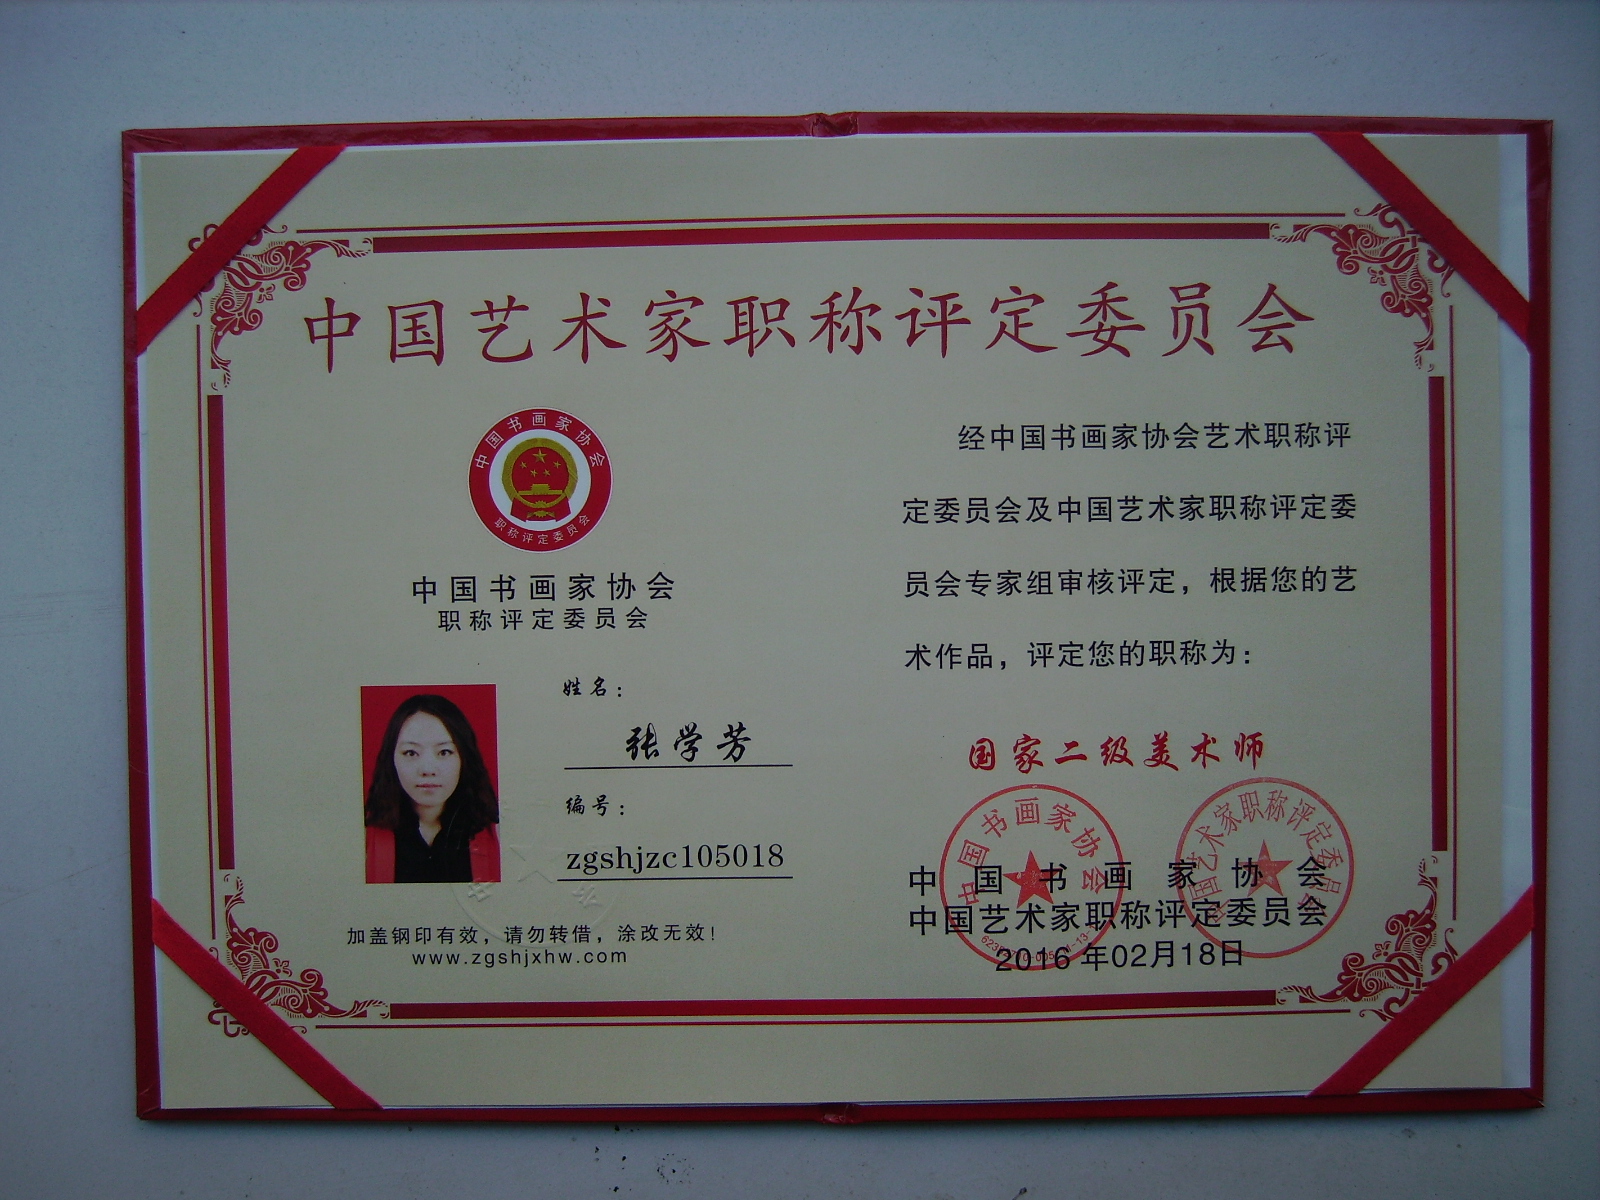 中国艺术家职称评定委员会
中国书画家协会
职称评定委员会
中国书画家协会
职称评定委员会
姓名：
张学芳
编号：
zgshjzc105018
加盖钢印有效，请勿转借，涂改无效！
www.zgshjxhw.com
经中国书画家协会艺术职称评
定委员会及中国艺术家职称评定委
员会专家组审核评定，根据您的艺
术作品，评定您的职称为：
国家二级美术师
中国书画家协会
中国艺术家职称评定委员会
中国书画家协会
中国艺术家职称评定委员会
2016年02月18日